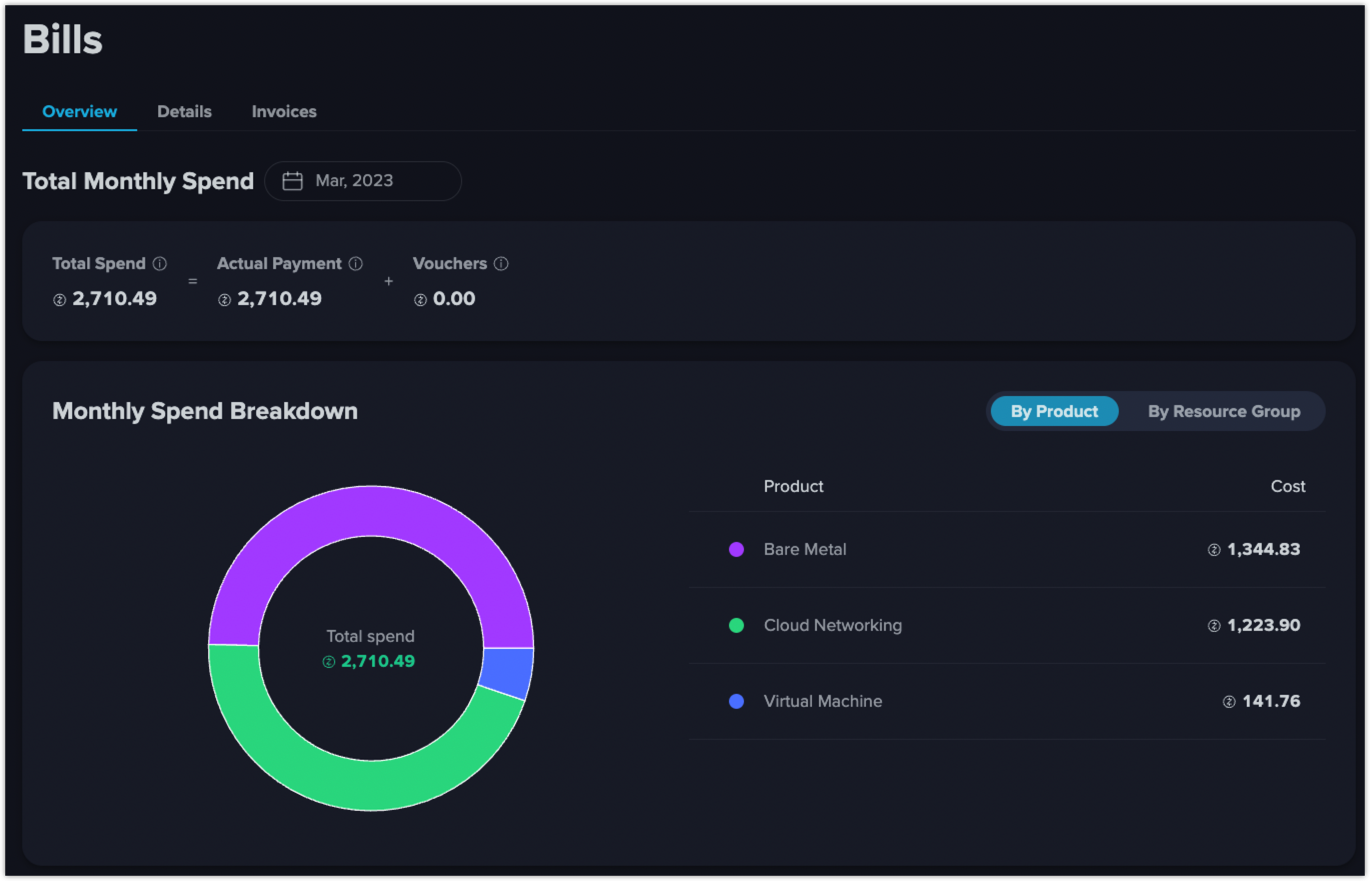 Bills
Overview Details Invoices
Total Monthly Spend Mar, 2023
Total Spend Actual Payment Vouchers
= +
2,710.49 2,710.49 0.00
Monthly Spend Breakdown By Product By Resource Group
Product Cost
Bare Metal 1,344.83
Cloud Networking 1,223.90
Virtual Machine 141.76
Total spend
2,710.49